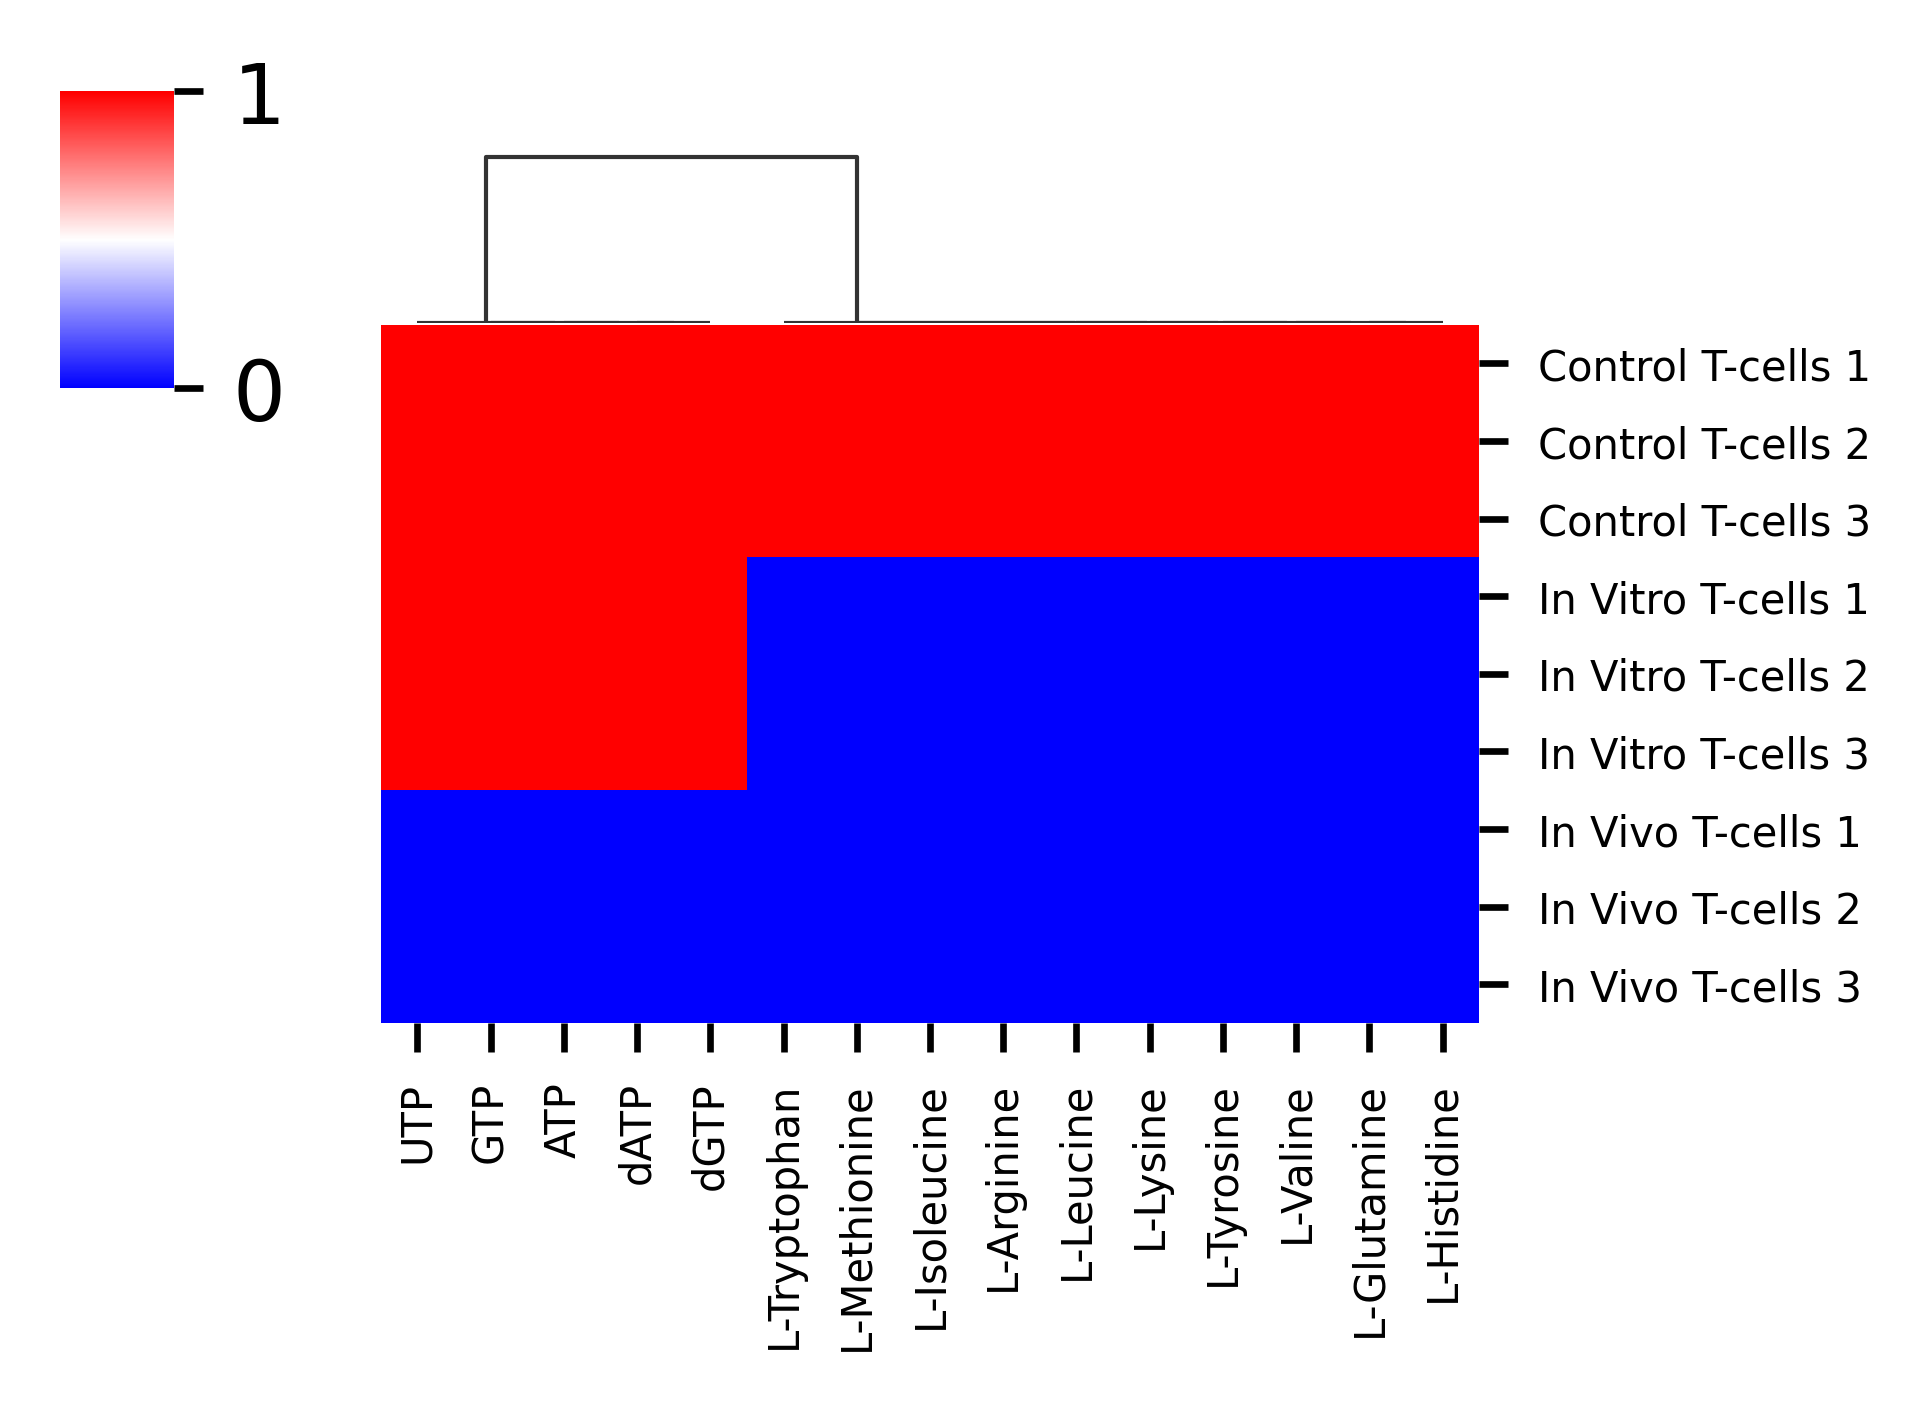 1
0
Control T-cells 1
Control T-cells 2
Control T-cells 3
In Vitro T-cells 1
In Vitro T-cells 2
In Vitro T-cells 3
In Vivo T-cells 1
In Vivo T-cells 2
In Vivo T-cells 3
UTP
GTP
ATP
dATP
dGTP
L-Tryptophan
L-Methionine
L-Isoleucine
L-Arginine
L-Leucine
L-Lysine
L-Tyrosine
L-Valine
L-Glutamine
L-Histidine